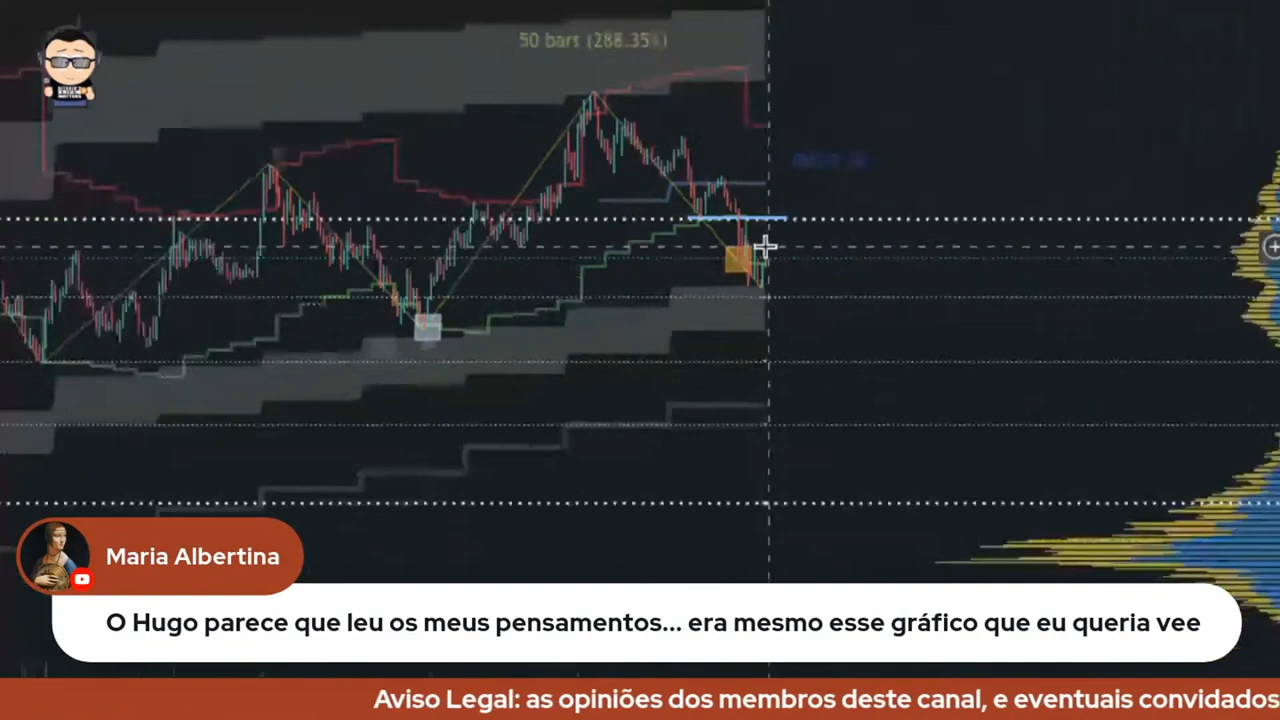 50 bars (288.35%)
Maria Albertina
O Hugo parece que leu os meus pensamentos... era mesmo esse gráfico que eu queria vee
Aviso Legal: as opiniões dos membros deste canal, e eventuais convidados